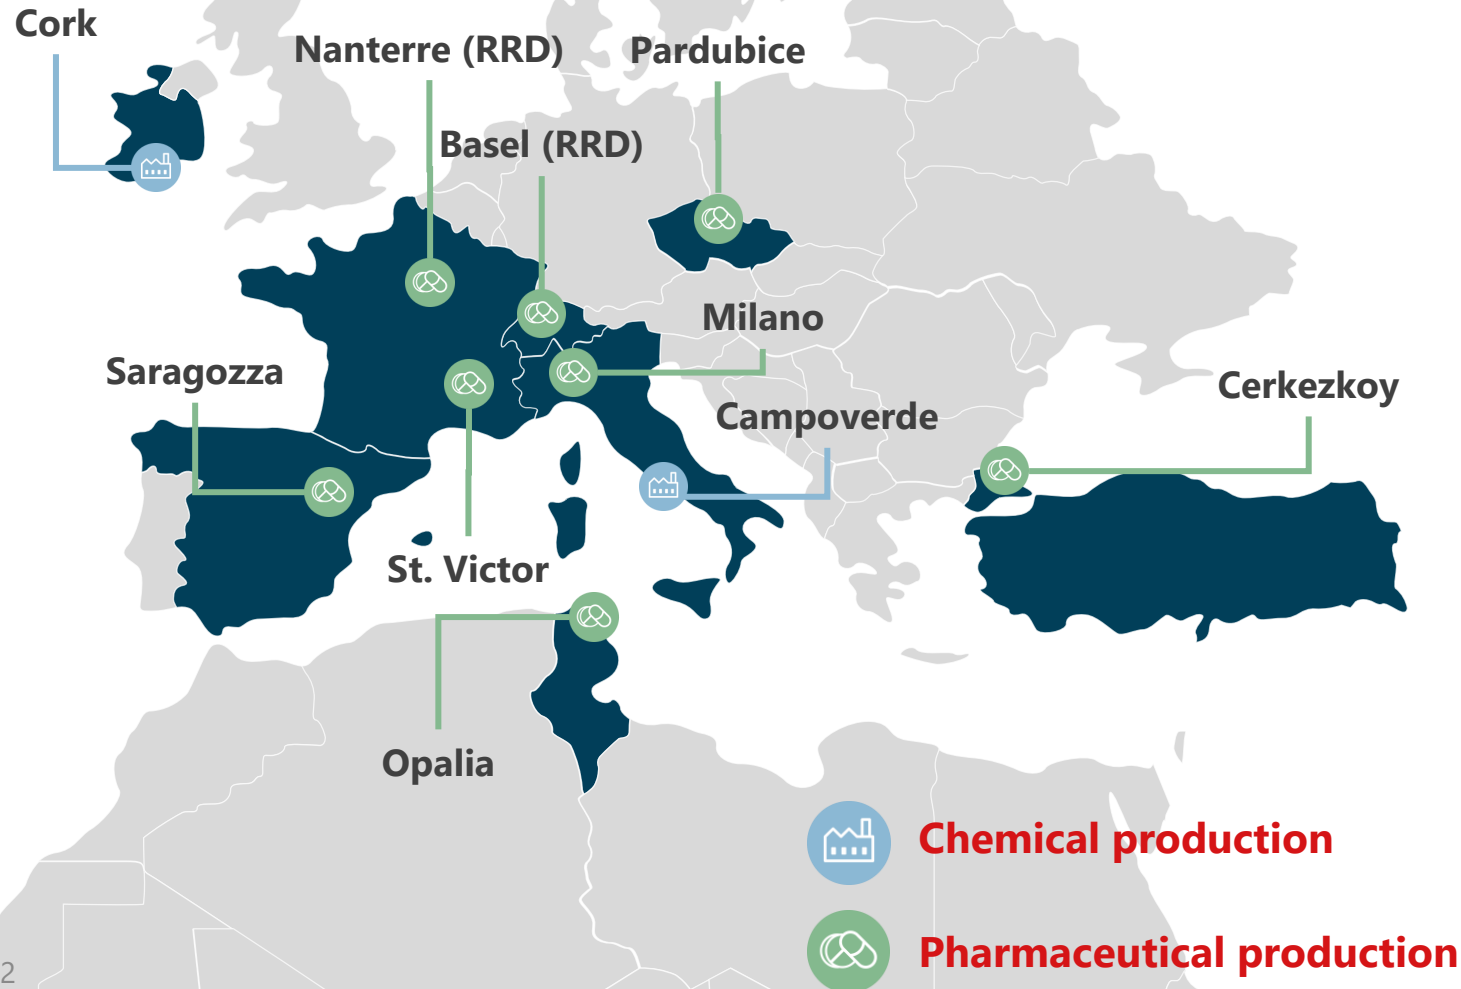 Cork
Nanterre (RRD)
Pardubice
Basel (RRD)
Milano
Saragozza
Cerkezkoy
Campoverde
St. Victor
Opalia
Chemical production
Pharmaceutical production
2